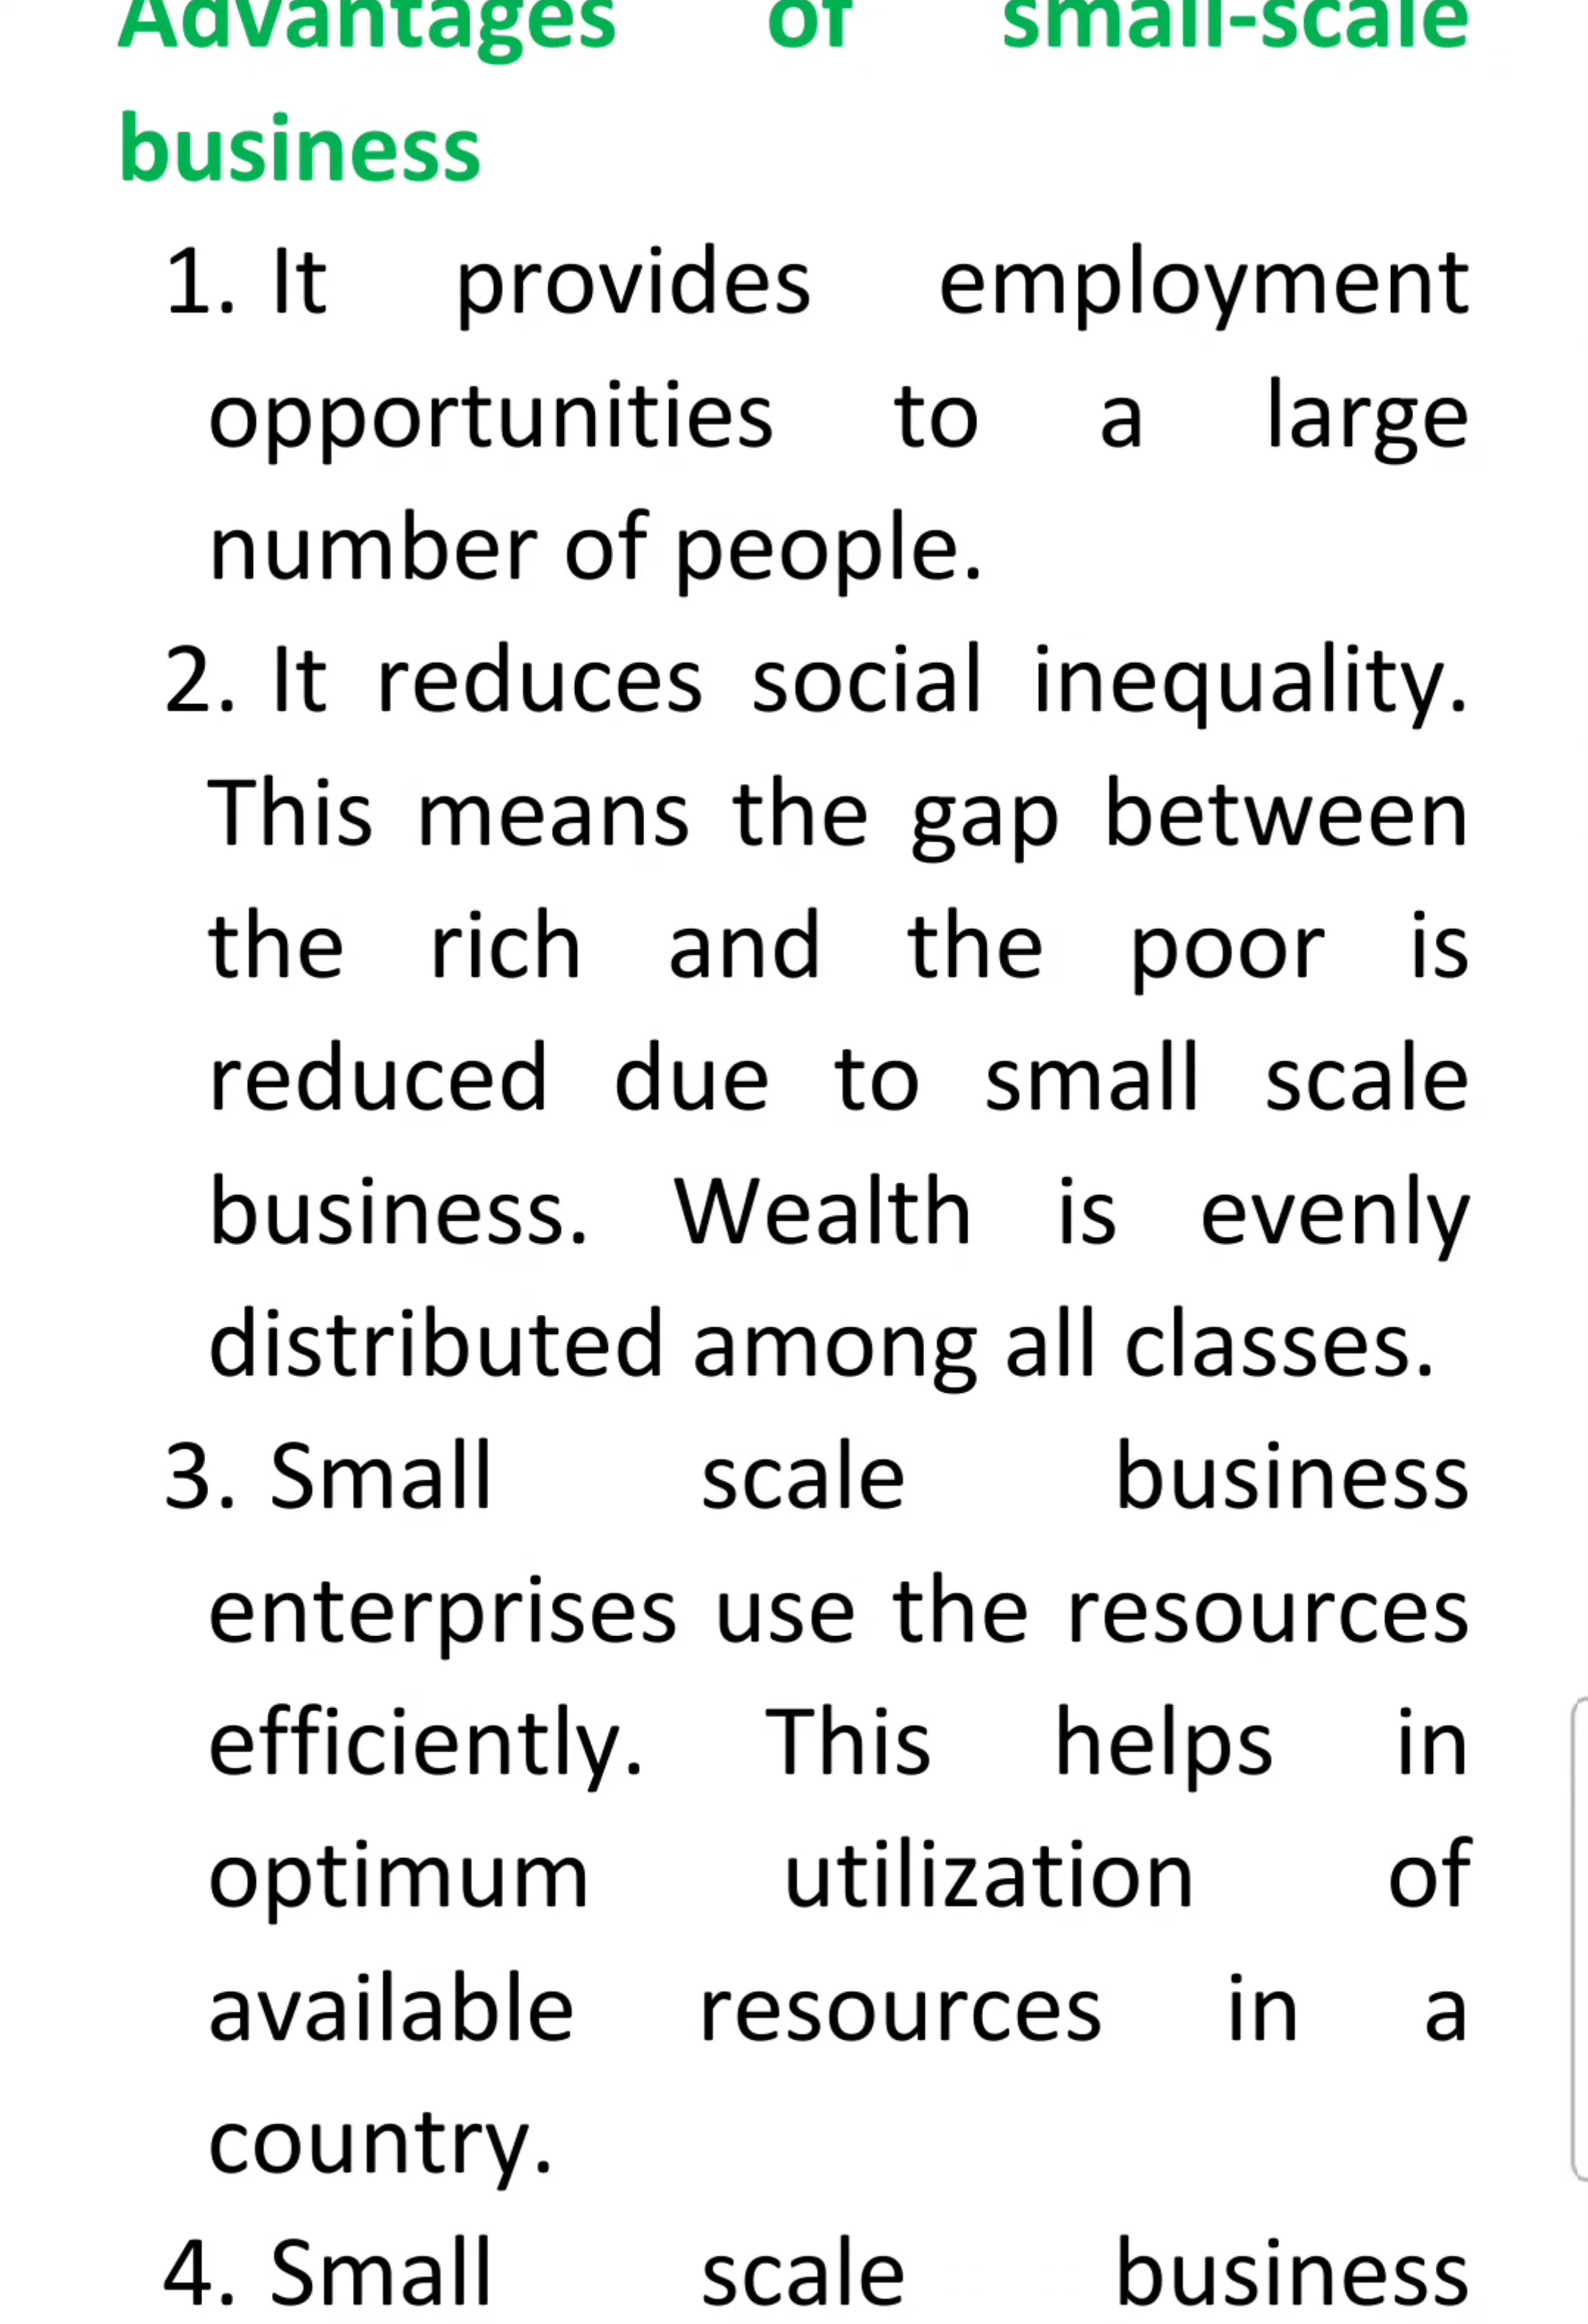 Advantages of small-scale
business
1. It provides employment
opportunities to a large
number of people.
2. It reduces social inequality.
This means the gap between
the rich and the poor is
reduced due to small scale
business. Wealth is evenly
distributed among all classes.
3. Small scale business
enterprises use the resources
efficiently. This helps in
optimum utilization of
available resources in a
country.
4. Small scale business